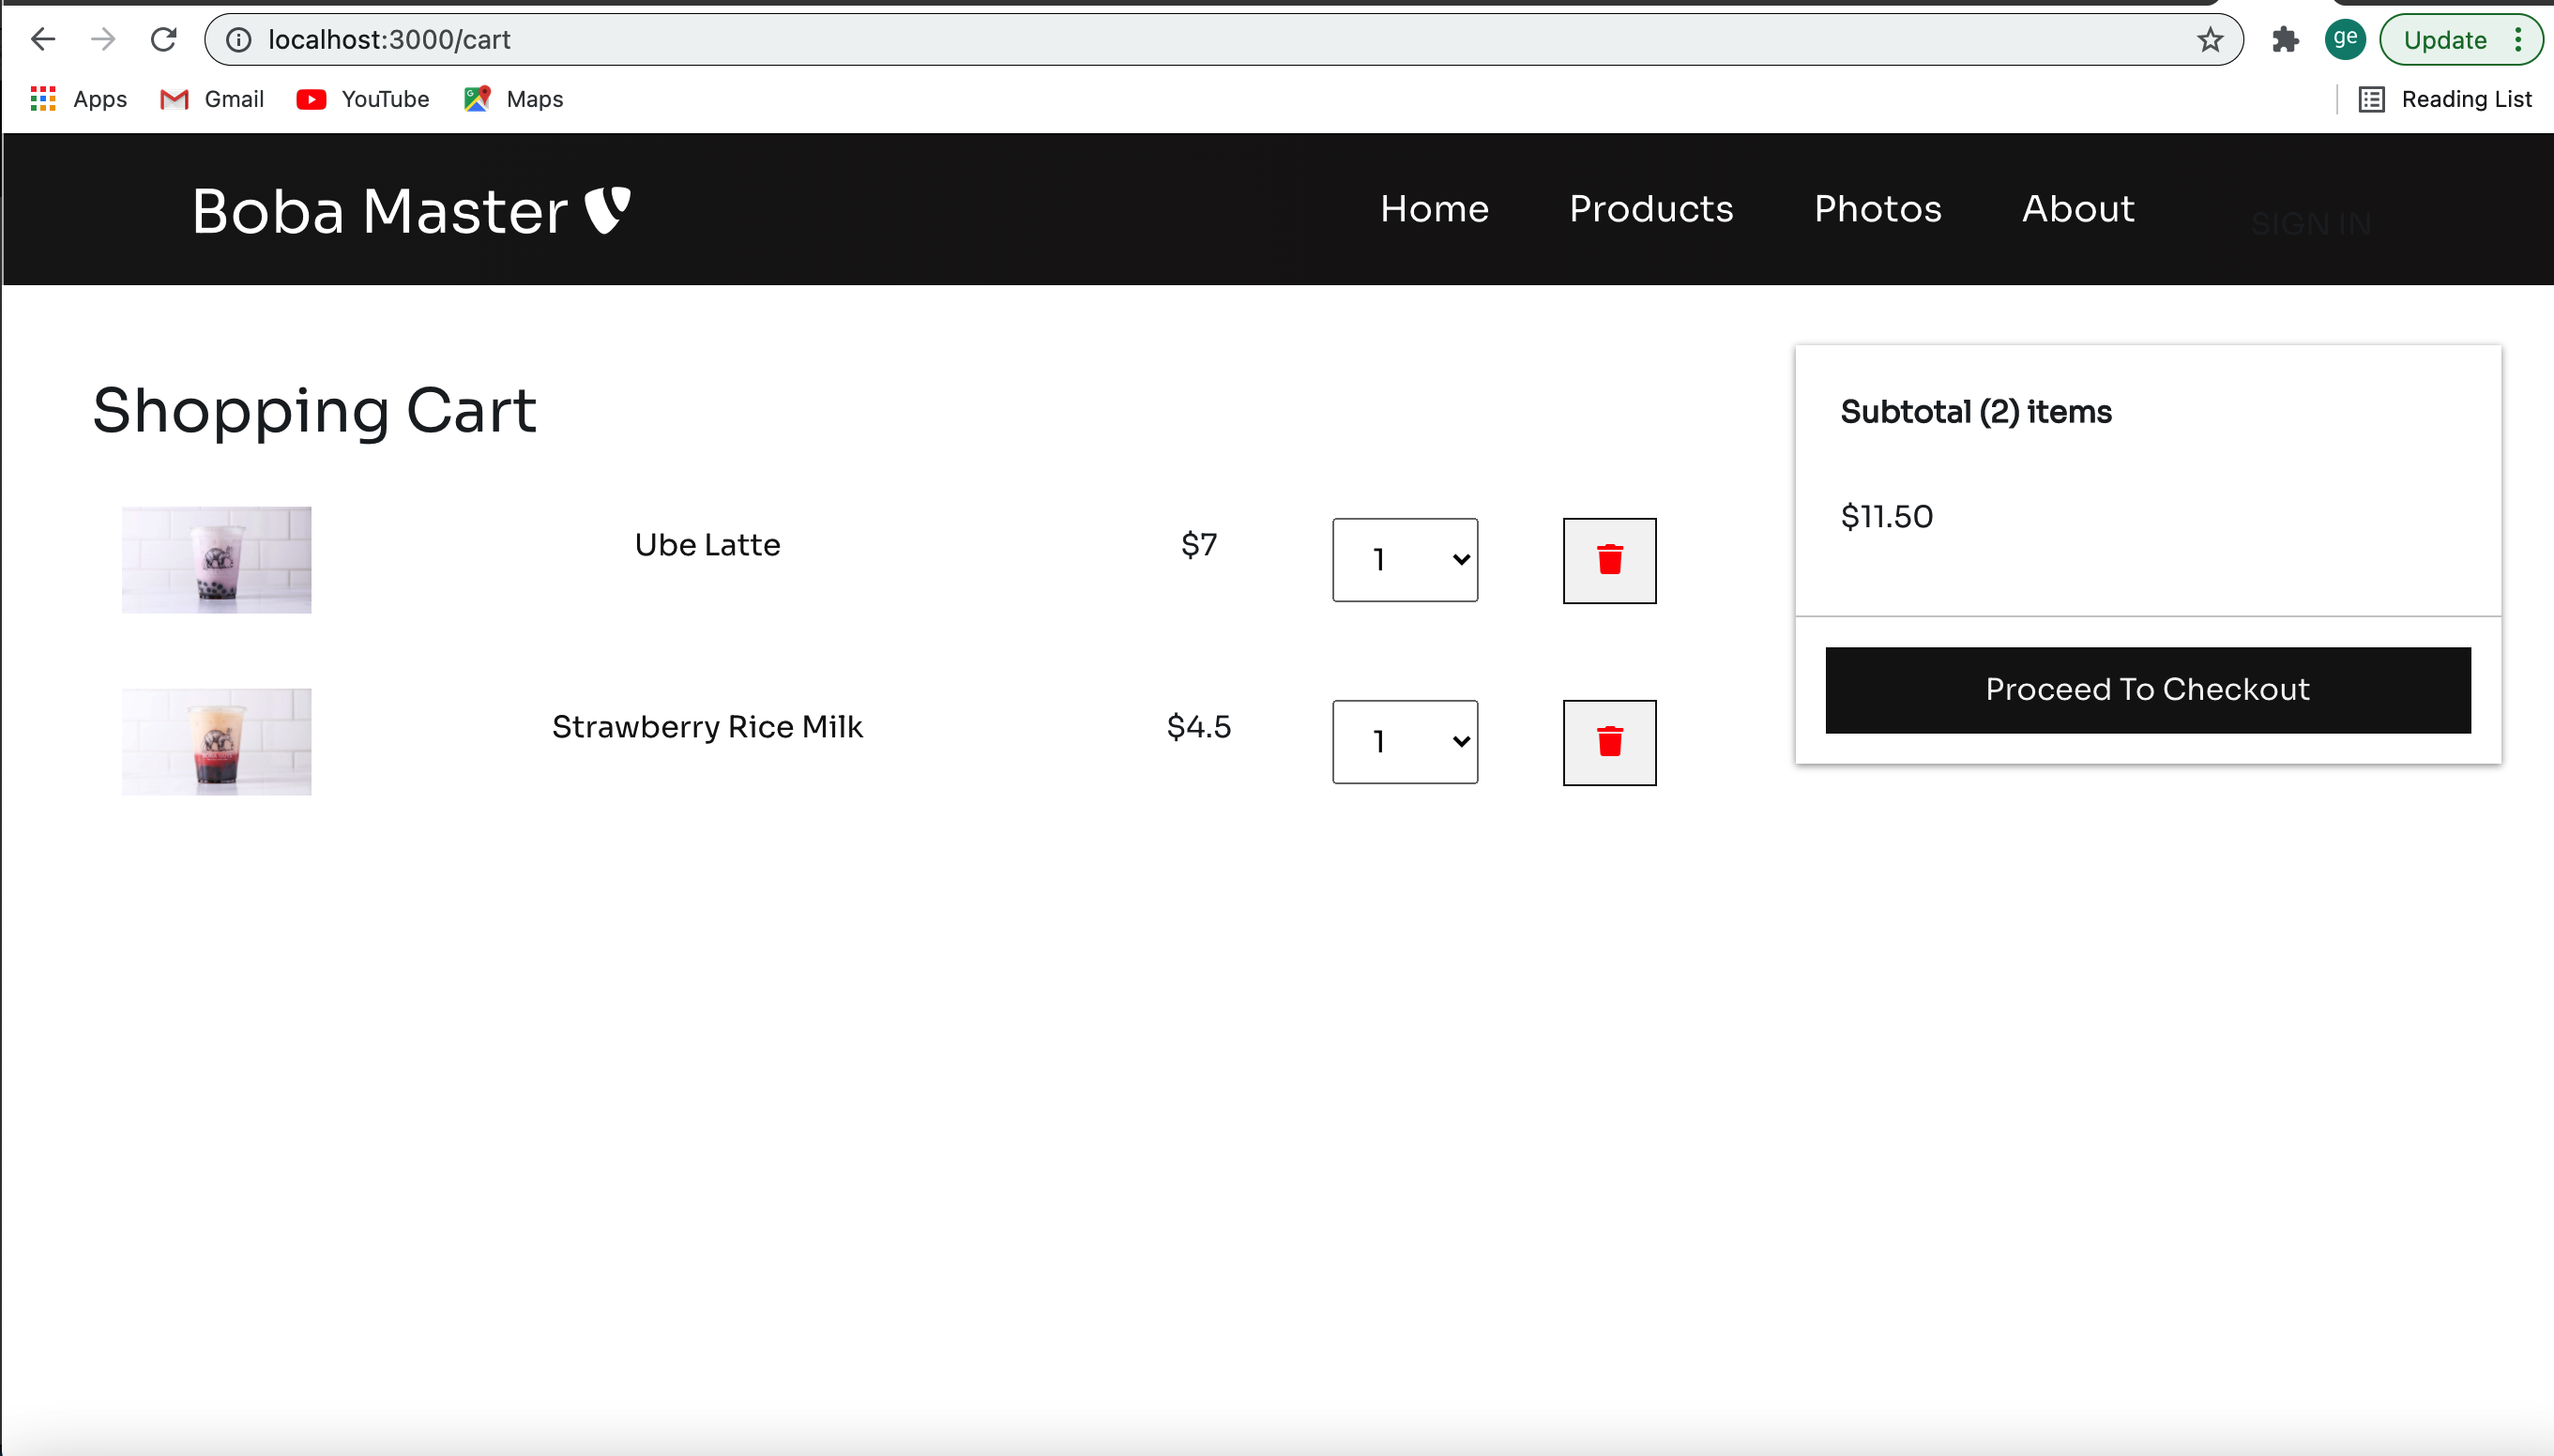 localhost:3000/cart
ge
Update
Apps
Gmail
YouTube
Maps
Reading List
Boba Master
Home
Products
Photos
About
SIGN IN
Shopping Cart
Subtotal (2) items
$11.50
Ube Latte
$7
1
Proceed To Checkout
Strawberry Rice Milk
$4.5
1